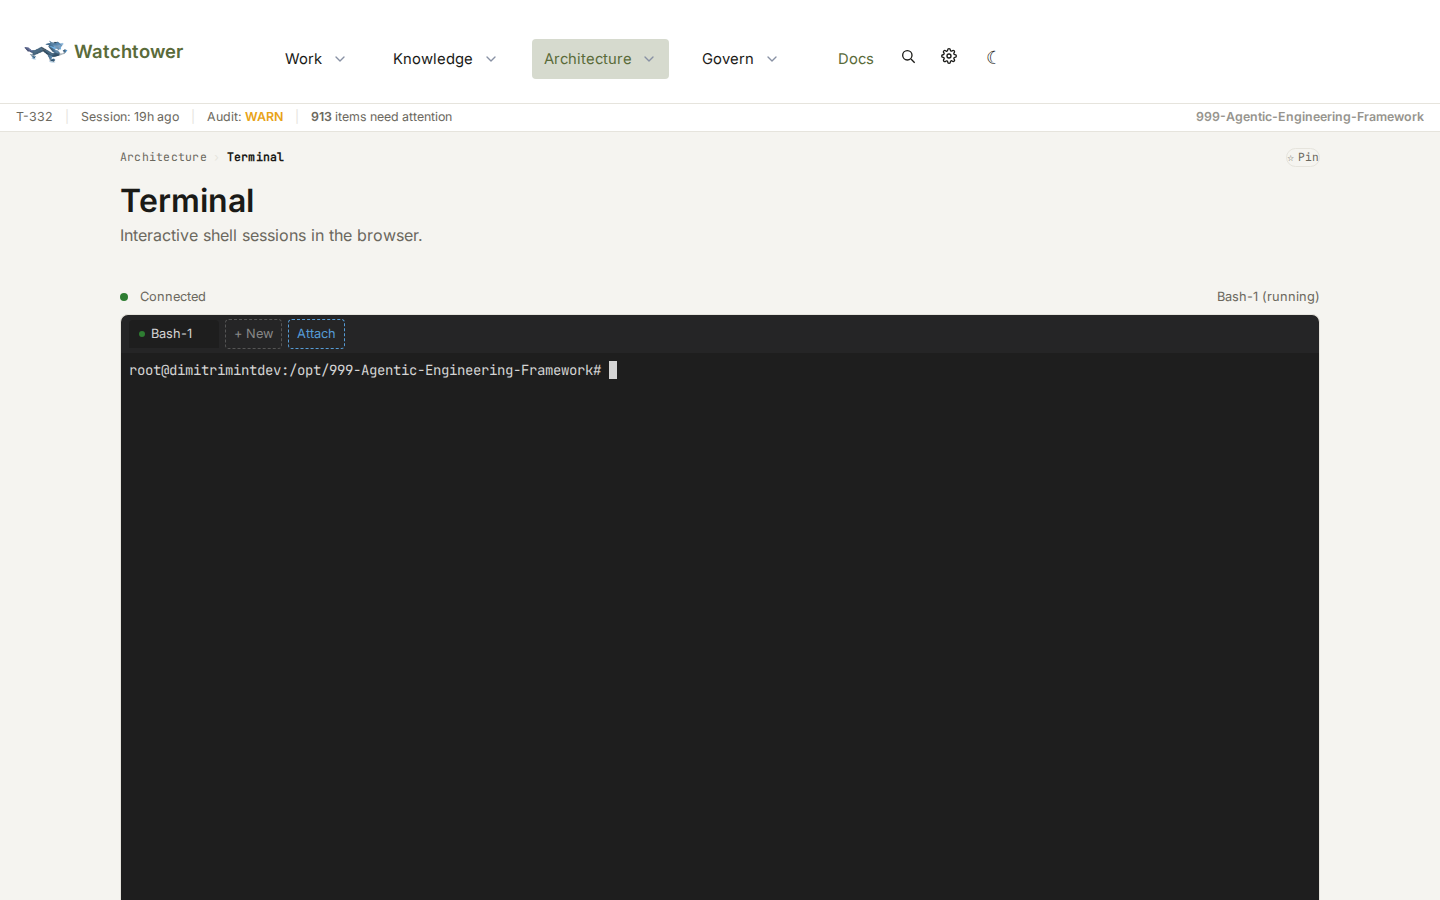 Watchtower
Work Knowledge Architecture Govern Docs
T-332 Session: 19h ago Audit: WARN 913 items need attention 999-Agentic-Engineering-Framework
Architecture › Terminal ☆ Pin
Terminal
Interactive shell sessions in the browser.
Connected Bash-1 (running)
Bash-1 + New Attach
root@dimitrimintdev:/opt/999-Agentic-Engineering-Framework#